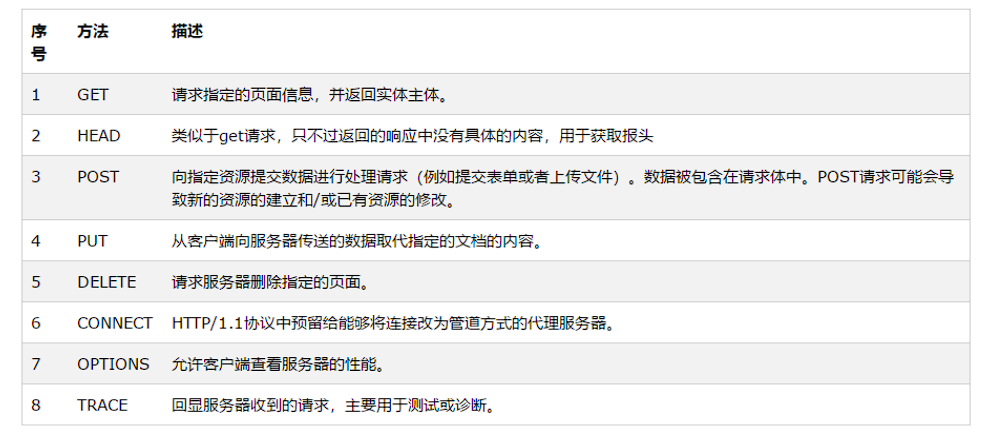 序号 方法 描述
1 GET 请求指定的页面信息，并返回实体主体。
2 HEAD 类似于get请求，只不过返回的响应中没有具体的内容，用于获取报头
3 POST 向指定资源提交数据进行处理请求（例如提交表单或者上传文件）。数据被包含在请求体中。POST请求可能会导
致新的资源的建立和/或已有资源的修改。
4 PUT 从客户端向服务器传送的数据取代指定的文档的内容。
5 DELETE 请求服务器删除指定的页面。
6 CONNECT HTTP/1.1协议中预留给能够将连接改为管道方式的代理服务器。
7 OPTIONS 允许客户端查看服务器的性能。
8 TRACE 回显服务器收到的请求，主要用于测试或诊断。